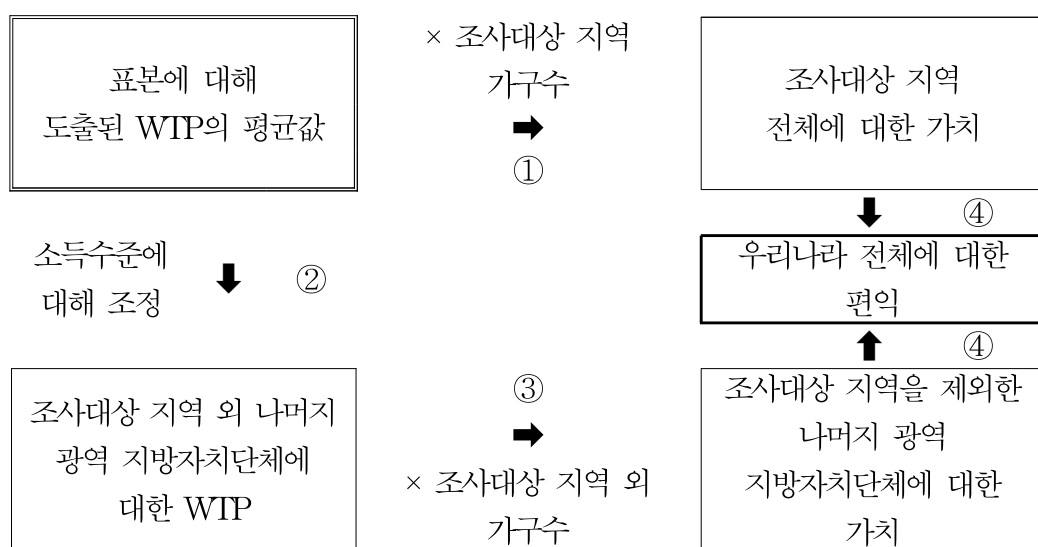 표본에 대해
도출된 WTP의 평균값
× 조사대상 지역
가구수
①
조사대상 지역
전체에 대한 가치
④
소득수준에
대해 조정
②
우리나라 전체에 대한
편익
④
조사대상 지역 외 나머지
광역 지방자치단체에
대한 WTP
③
× 조사대상 지역 외
가구수
조사대상 지역을 제외한
나머지 광역
지방자치단체에 대한
가치